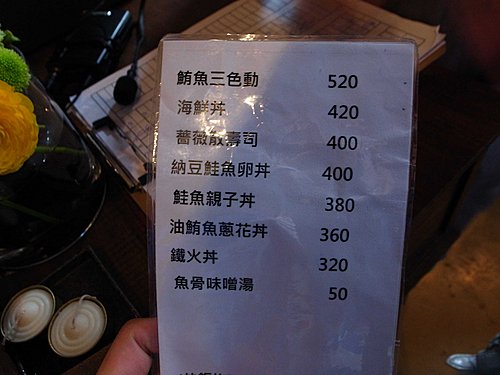 鮪魚三色動 520
海鮮丼 420
薔薇散壽司 400
納豆鮭魚卵丼 400
鮭魚親子丼 380
油鮪魚蔥花丼 360
鐵火丼 320
魚骨味噌湯 50